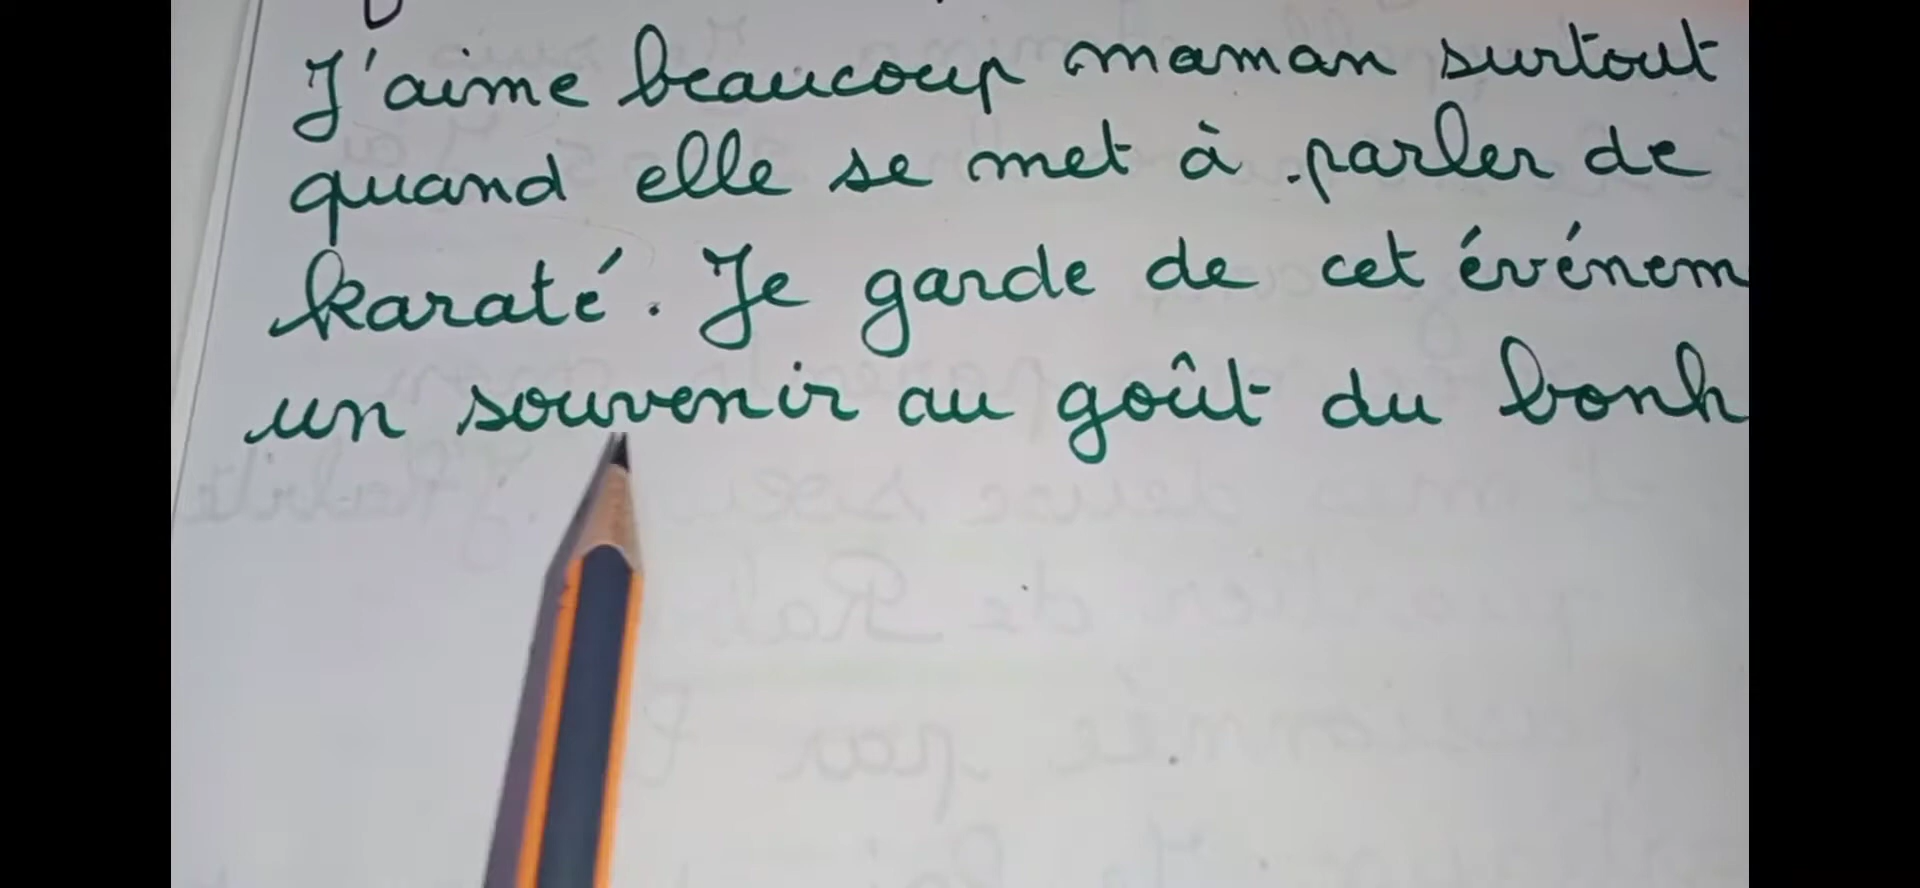 J'aime beaucoup maman surtout
quand elle se met à parler de
karaté. Je garde de cet événem
un souvenir au goût du bonh